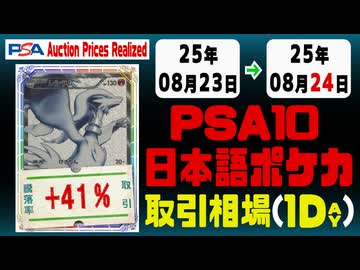 PSA Auction Prices Realized
25年
08月23日
25年
08月24日
130
騰落率
+41%
取引
20
PSA10
日本語ポケカ
取引相場(1D)